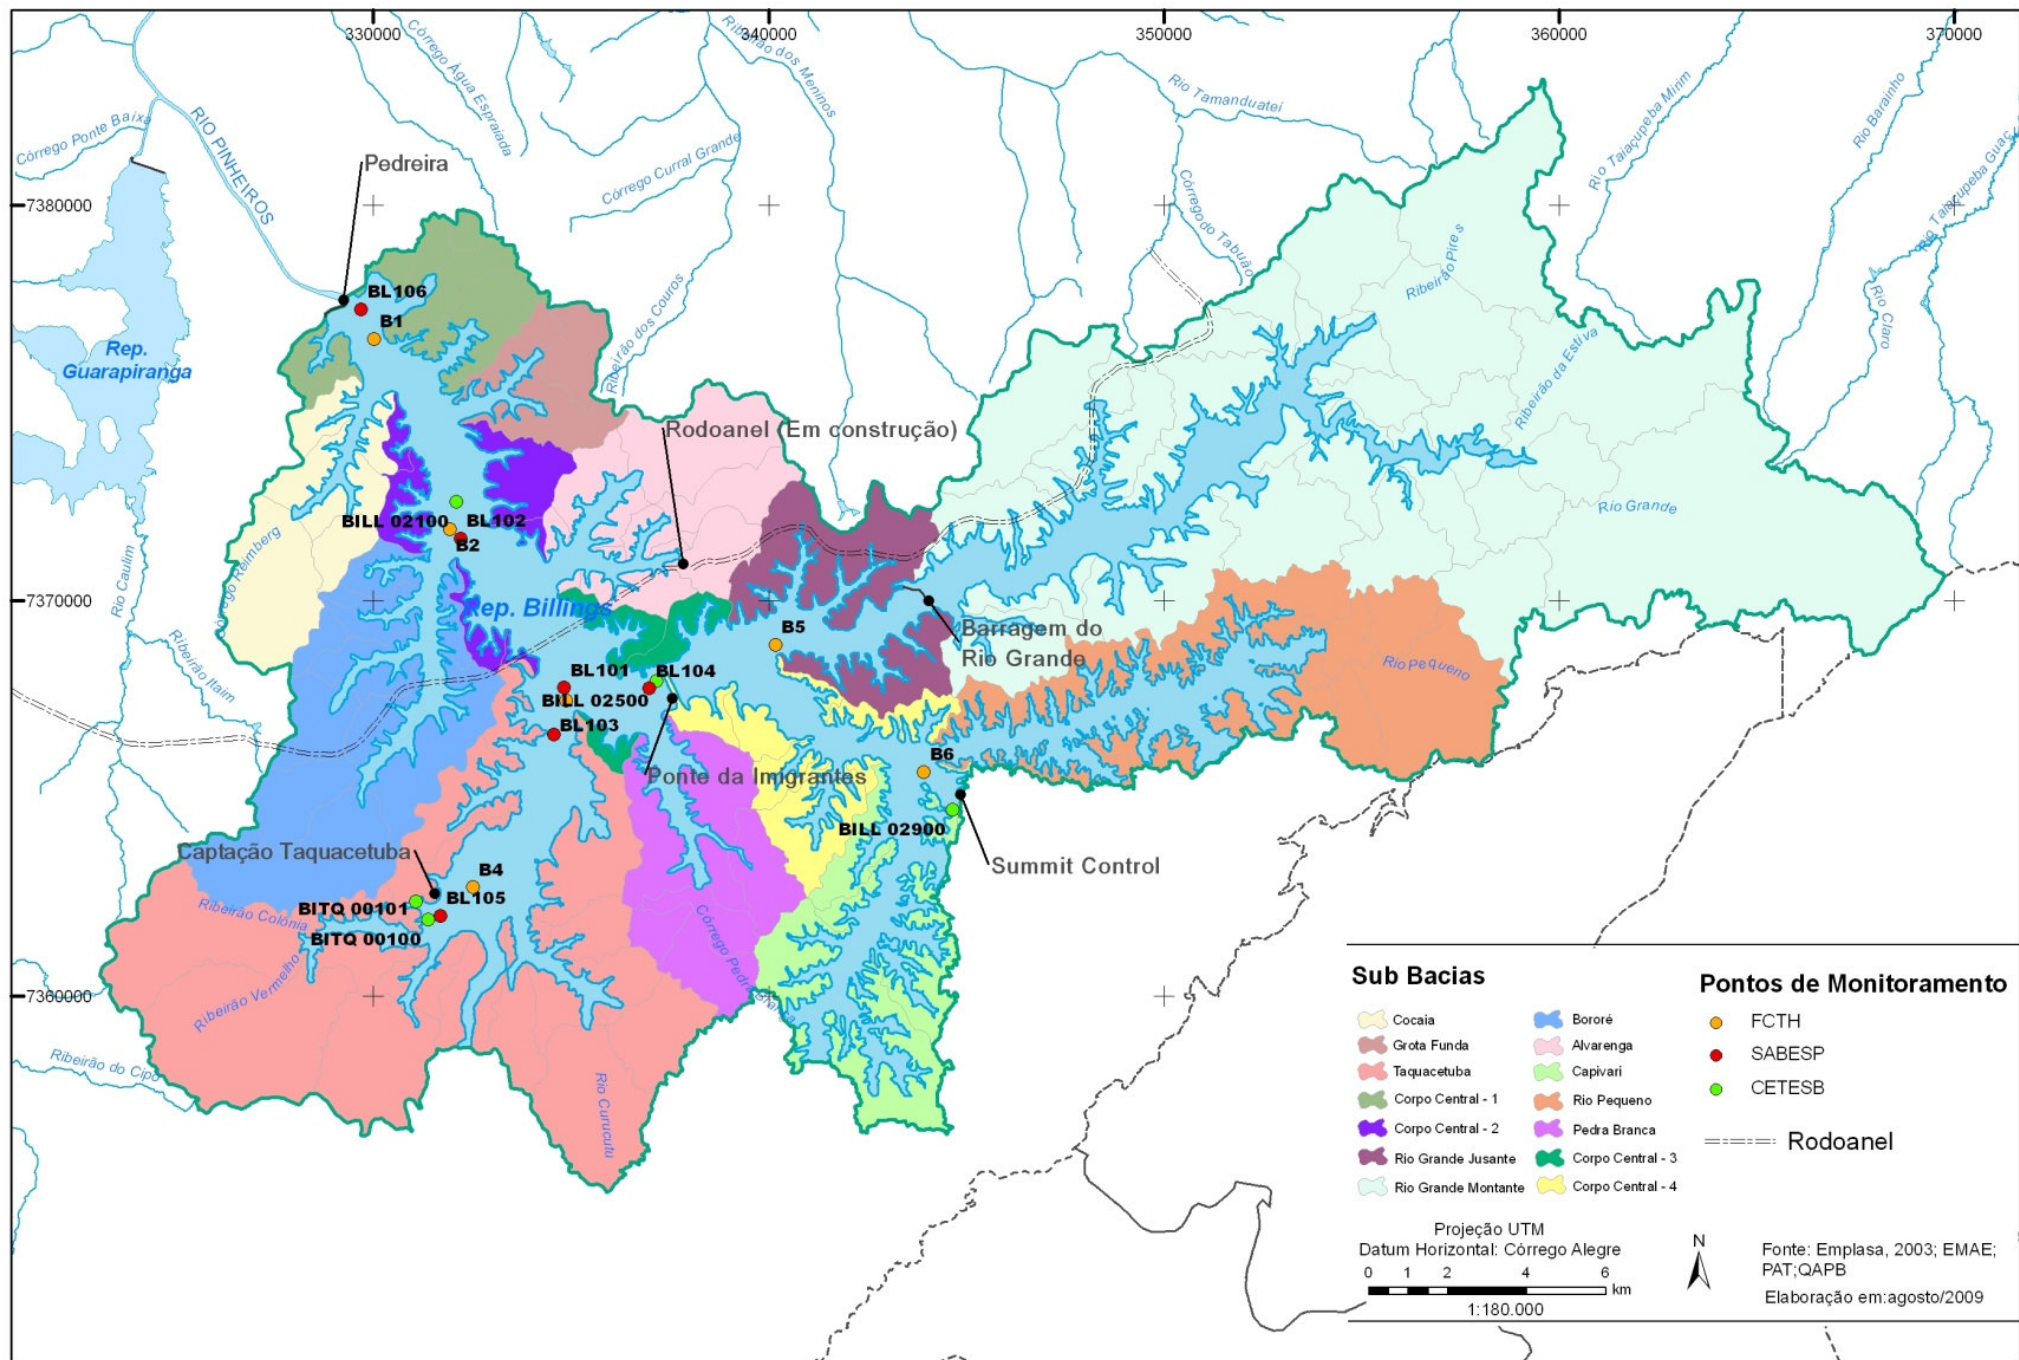 330000
340000
350000
360000
370000
Córrego Água Espraiada
Ribeirão dos Meninos
Rio Tamanduateí
Rio Taiaçupeba Mirim
Rio Barainho
Córrego Ponte Baixa
RIO PINHEIROS
Pedreira
Córrego Curral Grande
Córrego do Tabuão
7380000
Ribeirão Pires
Rio Claro
BL106
B1
Ribeirão dos Couros
Rep.
Guarapiranga
Ribeirão da Estiva
Rodoanel (Em construção)
BILL 02100
BL102
B2
Rio Grande
Córrego Reimberg
Rio Caulim
7370000
Rep. Billings
B5
Barragem do
Rio Grande
Ribeirão Itaim
Rio Pequeno
BL101
BL104
BILL 02500
BL103
B6
Ponte da Imigrantes
BILL 02900
Captação Taquacetuba
Summit Control
B4
BL105
BITQ 00101
Ribeirão Colônia
BITQ 00100
Ribeirão Vermelho
7360000
Ribeirão do Cipó
Rio Curucutu
Sub Bacias
Cocaia
Grota Funda
Taquacetuba
Corpo Central - 1
Corpo Central - 2
Rio Grande Jusante
Rio Grande Montante
Bororé
Alvarenga
Capivari
Rio Pequeno
Pedra Branca
Corpo Central - 3
Corpo Central - 4
Pontos de Monitoramento
FCTH
SABESP
CETESB
Rodoanel
Projeção UTM
Datum Horizontal: Córrego Alegre
0 1 2 4 6
km
1:180.000
N
Fonte: Emplasa, 2003; EMAE;
PAT;QAPB
Elaboração em:agosto/2009